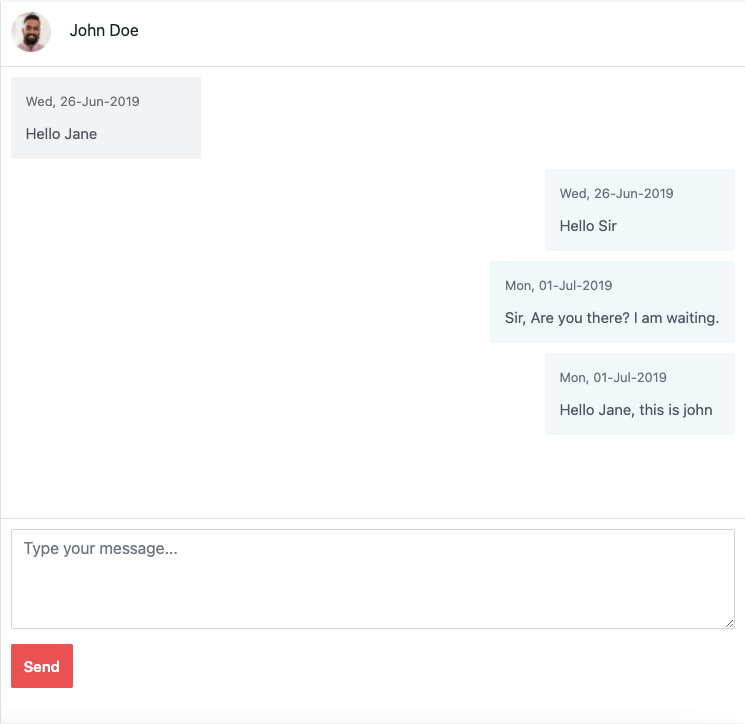 John Doe
Wed, 26-Jun-2019
Hello Jane
Wed, 26-Jun-2019
Hello Sir
Mon, 01-Jul-2019
Sir, Are you there? I am waiting.
Mon, 01-Jul-2019
Hello Jane, this is john
Type your message...
Send